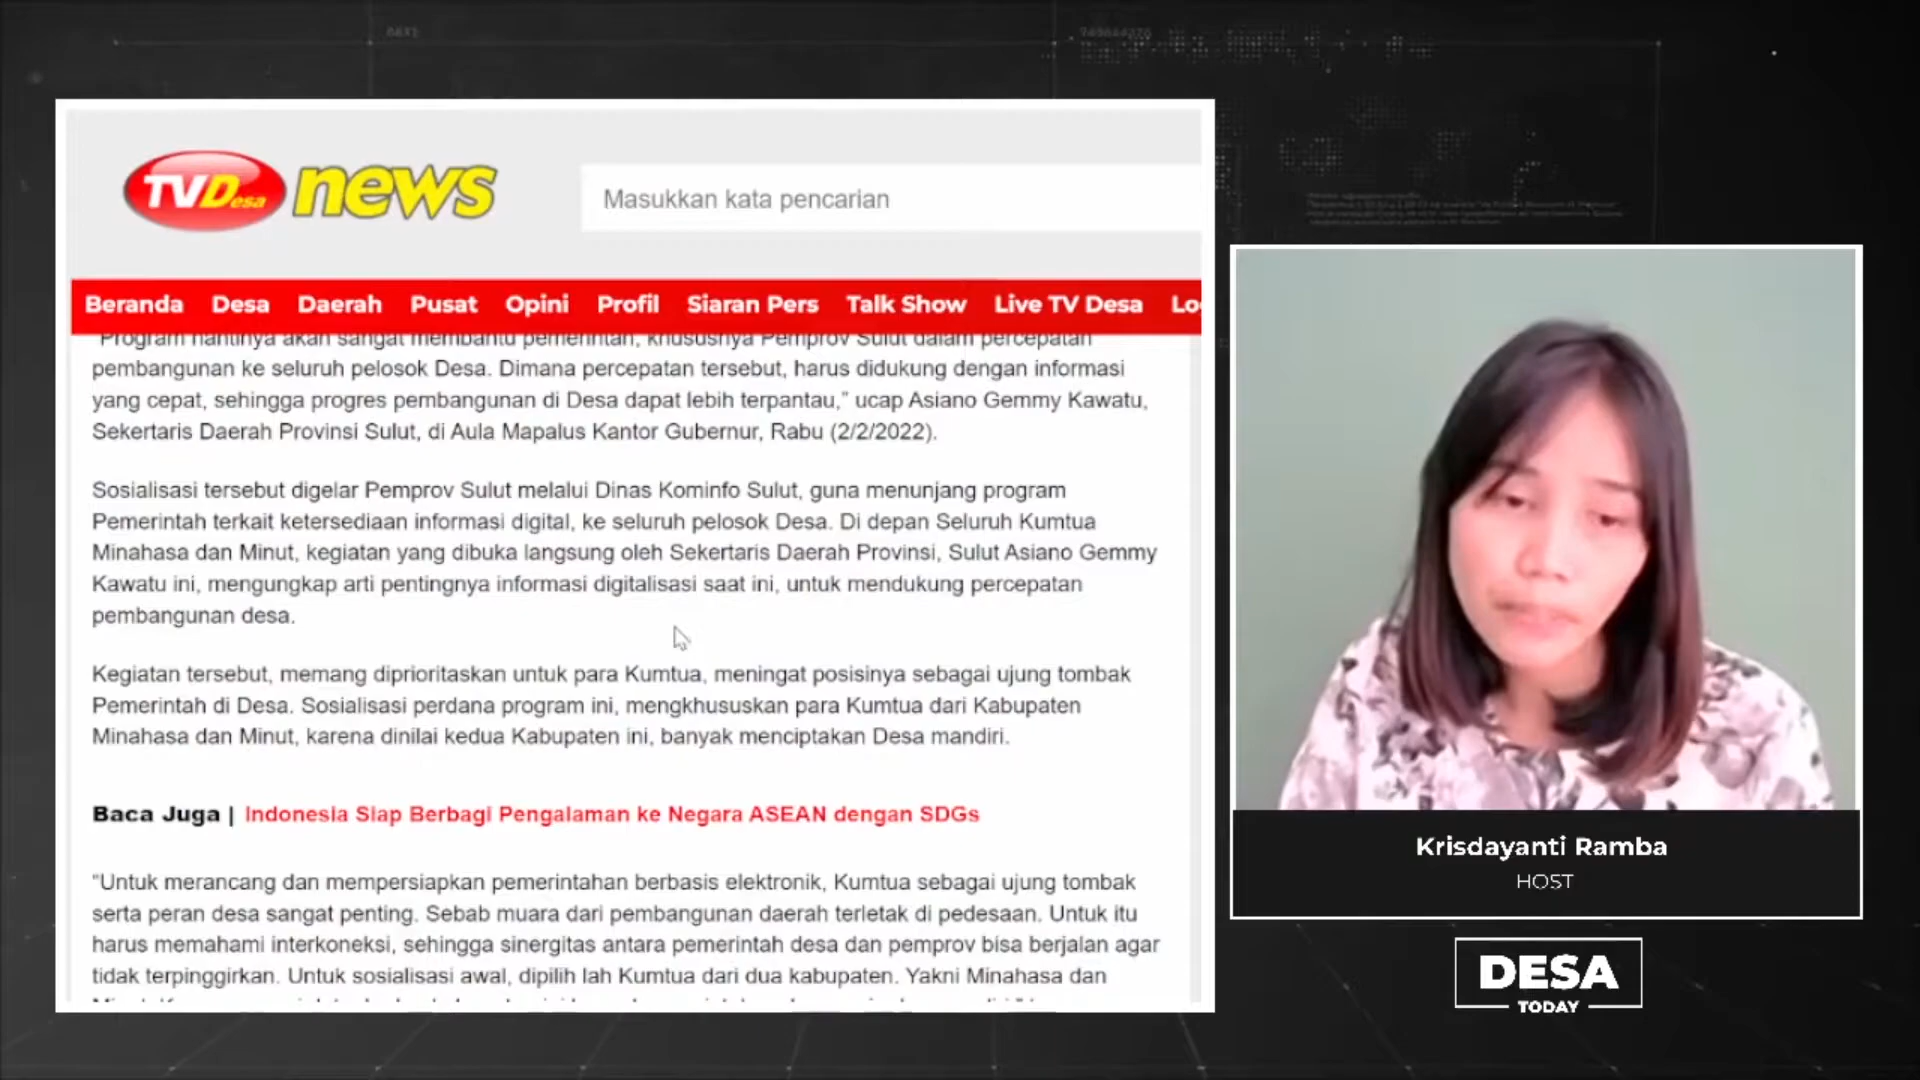 TVDesa news
Masukkan kata pencarian
Beranda Desa Daerah Pusat Opini Profil Siaran Pers Talk Show Live TV Desa
"Program nantinya akan sangat membantu pemerintah, khususnya Pemprov Sulut dalam percepatan
pembangunan ke seluruh pelosok Desa. Dimana percepatan tersebut, harus didukung dengan informasi
yang cepat, sehingga progres pembangunan di Desa dapat lebih terpantau,” ucap Asiano Gemmy Kawatu,
Sekertaris Daerah Provinsi Sulut, di Aula Mapalus Kantor Gubernur, Rabu (2/2/2022).
Sosialisasi tersebut digelar Pemprov Sulut melalui Dinas Kominfo Sulut, guna menunjang program
Pemerintah terkait ketersediaan informasi digital, ke seluruh pelosok Desa. Di depan Seluruh Kumtua
Minahasa dan Minut, kegiatan yang dibuka langsung oleh Sekertaris Daerah Provinsi, Sulut Asiano Gemmy
Kawatu ini, mengungkap arti pentingnya informasi digitalisasi saat ini, untuk mendukung percepatan
pembangunan desa.
Kegiatan tersebut, memang diprioritaskan untuk para Kumtua, meningat posisinya sebagai ujung tombak
Pemerintah di Desa. Sosialisasi perdana program ini, mengkhususkan para Kumtua dari Kabupaten
Minahasa dan Minut, karena dinilai kedua Kabupaten ini, banyak menciptakan Desa mandiri.
Baca Juga | Indonesia Siap Berbagi Pengalaman ke Negara ASEAN dengan SDGs
“Untuk merancang dan mempersiapkan pemerintahan berbasis elektronik, Kumtua sebagai ujung tombak
serta peran desa sangat penting. Sebab muara dari pembangunan daerah terletak di pedesaan. Untuk itu
harus memahami interkoneksi, sehingga sinergitas antara pemerintah desa dan pemprov bisa berjalan agar
tidak terpinggirkan. Untuk sosialisasi awal, dipilih lah Kumtua dari dua kabupaten. Yakni Minahasa dan
Krisdayanti Ramba
HOST
DESA
TODAY